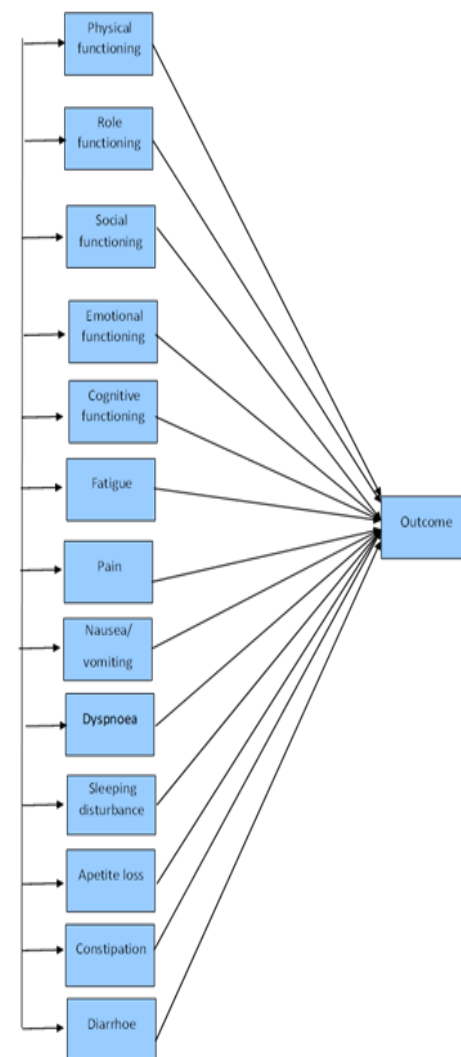 Physical
functioning
Role
functioning
Social
functioning
Emotional
functioning
Cognitive
functioning
Fatigue
Outcome
Pain
Nausea/
vomiting
Dyspnoea
Sleeping
disturbance
Apetite loss
Constipation
Diarrhoe